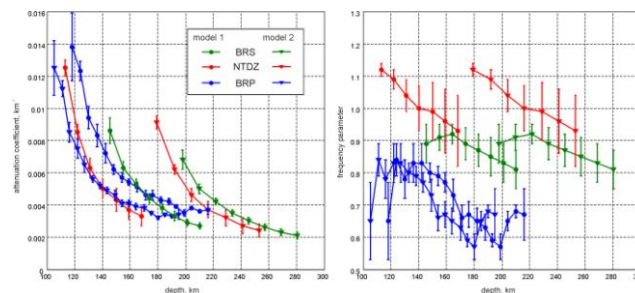 0.016
0.014
0.012
0.01
0.008
0.006
0.004
0.002
0
100 120 140 160 180 200 220 240 260 280 300
attenuation coefficient, km⁻¹
depth, km
model 1 model 2
BRS
NTDZ
BRP
1.3
1.2
1.1
1.0
0.9
0.8
0.7
0.6
0.5
100 120 140 160 180 200 220 240 260 280 300
frequency parameter
depth, km